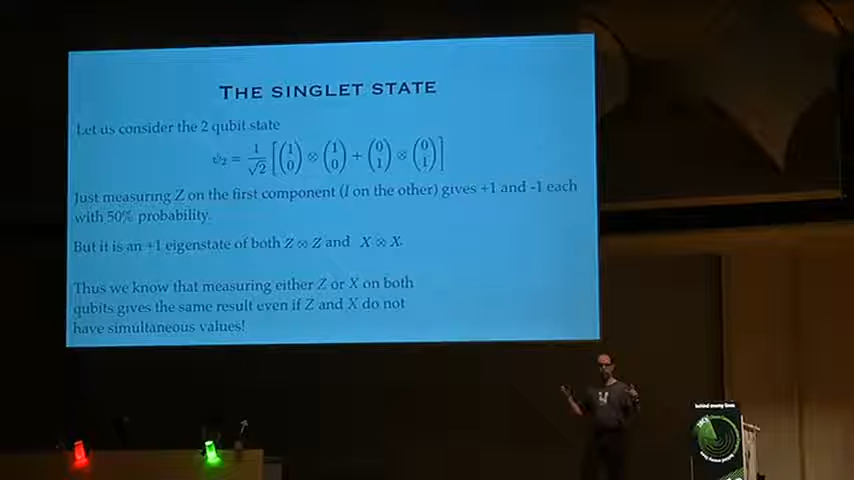 THE SINGLET STATE
Let us consider the 2 qubit state
ψ₂ = 1/√2 [(1 0) ⊗ (1 0) + (0 1) ⊗ (0 1)]
Just measuring Z on the first component (I on the other) gives +1 and -1 each
with 50% probability.
But it is an +1 eigenstate of both Z ⊗ Z and X ⊗ X.
Thus we know that measuring either Z or X on both
qubits gives the same result even if Z and X do not
have simultaneous values!
behind enemy lines